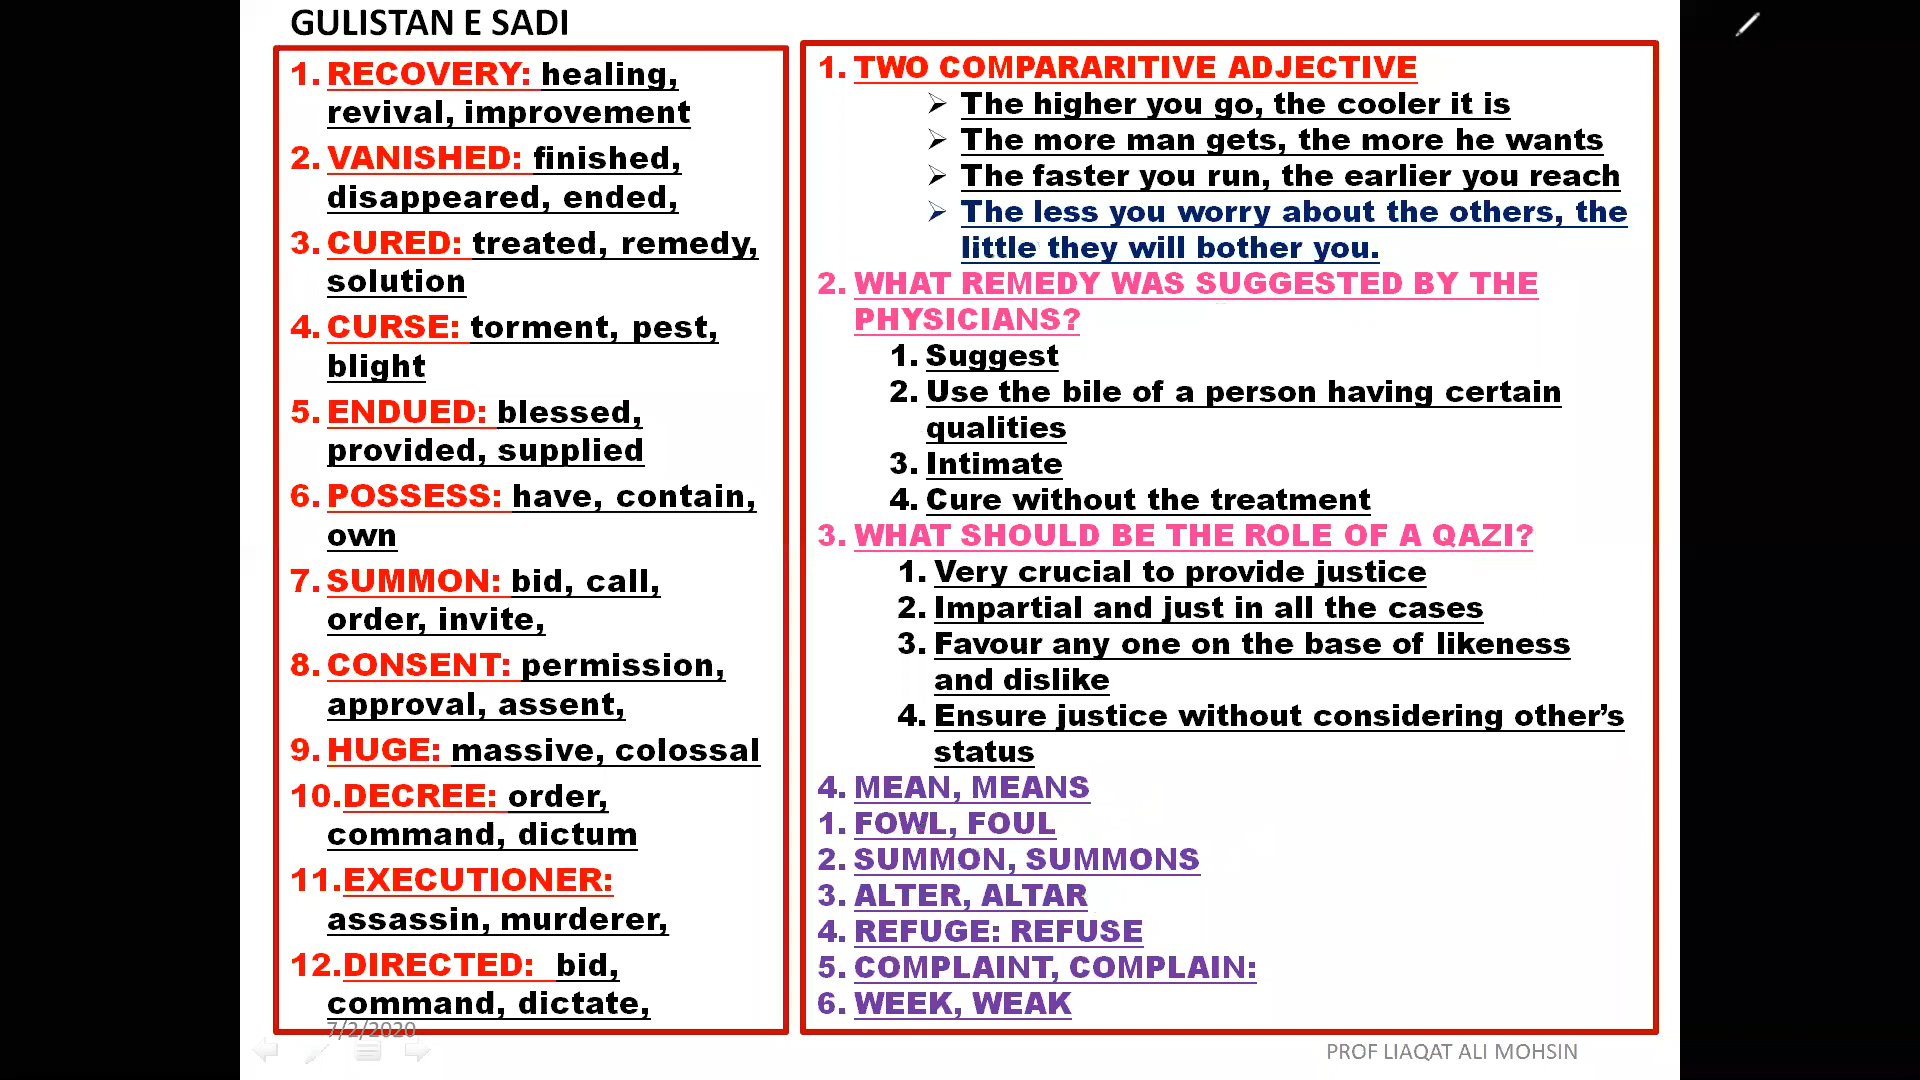 GULISTAN E SADI
1. RECOVERY: healing,
revival, improvement
2. VANISHED: finished,
disappeared, ended,
3. CURED: treated, remedy,
solution
4. CURSE: torment, pest,
blight
5. ENDUED: blessed,
provided, supplied
6. POSSESS: have, contain,
own
7. SUMMON: bid, call,
order, invite,
8. CONSENT: permission,
approval, assent,
9. HUGE: massive, colossal
10. DECREE: order,
command, dictum
11. EXECUTIONER:
assassin, murderer,
12. DIRECTED: bid,
command, dictate,
7/2/2020
1. TWO COMPARARITIVE ADJECTIVE
➢ The higher you go, the cooler it is
➢ The more man gets, the more he wants
➢ The faster you run, the earlier you reach
➢ The less you worry about the others, the
little they will bother you.
2. WHAT REMEDY WAS SUGGESTED BY THE
PHYSICIANS?
1. Suggest
2. Use the bile of a person having certain
qualities
3. Intimate
4. Cure without the treatment
3. WHAT SHOULD BE THE ROLE OF A QAZI?
1. Very crucial to provide justice
2. Impartial and just in all the cases
3. Favour any one on the base of likeness
and dislike
4. Ensure justice without considering other’s
status
4. MEAN, MEANS
1. FOWL, FOUL
2. SUMMON, SUMMONS
3. ALTER, ALTAR
4. REFUGE: REFUSE
5. COMPLAINT, COMPLAIN:
6. WEEK, WEAK
PROF LIAQAT ALI MOHSIN